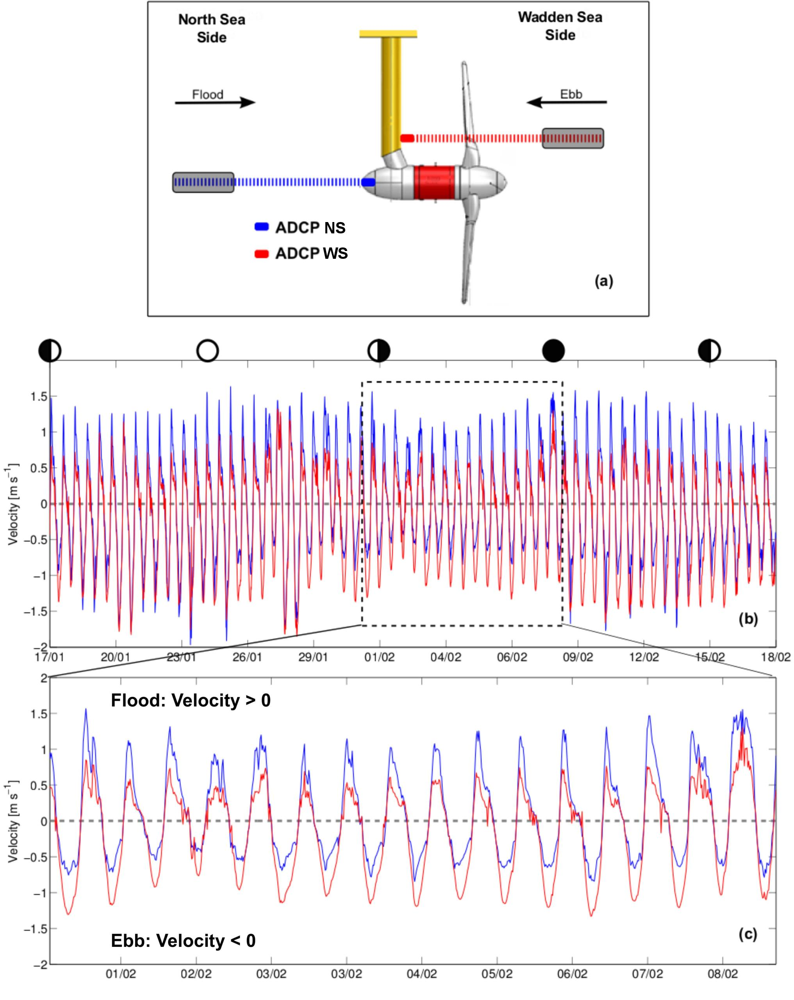 North Sea
Side
Wadden Sea
Side
Flood
Ebb
ADCP NS
ADCP WS
(a)
1.5
1
0.5
0
−0.5
−1
−1.5
−2
Velocity [m s⁻¹]
(b)
17/01 20/01 23/01 26/01 29/01 01/02 04/02 06/02 09/02 12/02 15/02 18/02
2
1.5
1
0.5
0
−0.5
−1
−1.5
−2
Velocity [m s⁻¹]
Flood: Velocity > 0
Ebb: Velocity < 0
(c)
01/02 02/02 03/02 03/02 04/02 05/02 06/02 07/02 08/02